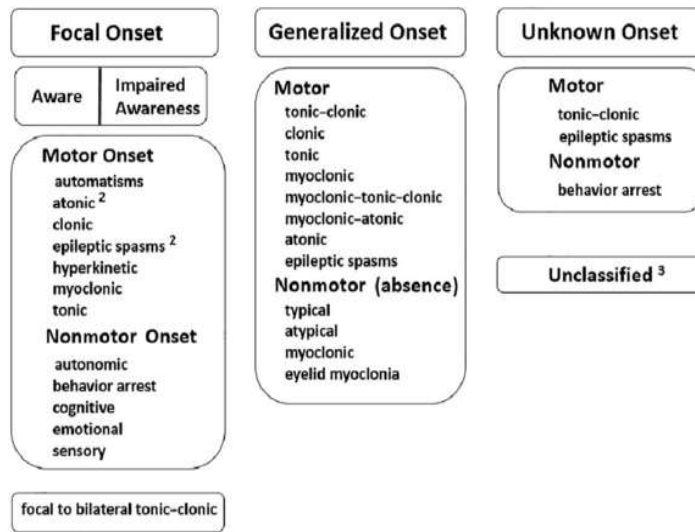 Focal Onset
Aware
Impaired
Awareness
Motor Onset
automatisms
atonic ²
clonic
epileptic spasms ²
hyperkinetic
myoclonic
tonic
Nonmotor Onset
autonomic
behavior arrest
cognitive
emotional
sensory
focal to bilateral tonic–clonic
Generalized Onset
Motor
tonic–clonic
clonic
tonic
myoclonic
myoclonic–tonic–clonic
myoclonic–atonic
atonic
epileptic spasms
Nonmotor (absence)
typical
atypical
myoclonic
eyelid myoclonia
Unknown Onset
Motor
tonic–clonic
epileptic spasms
Nonmotor
behavior arrest
Unclassified ³